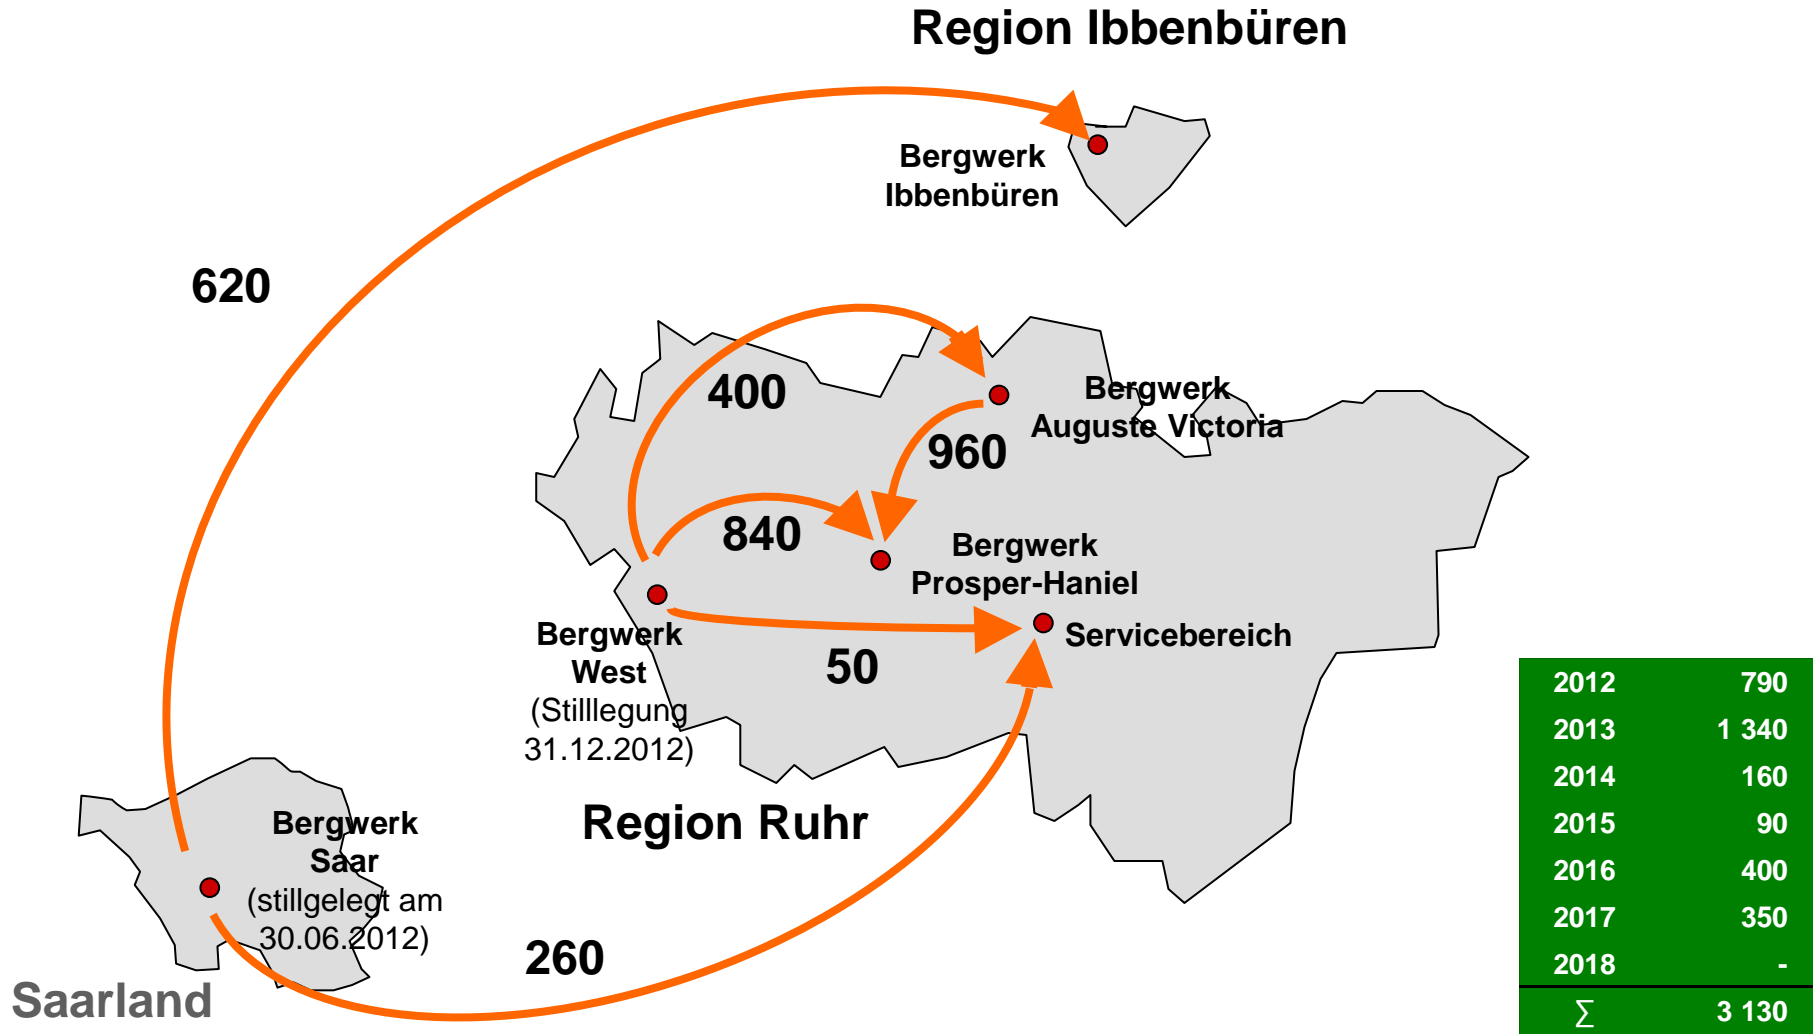 Region Ibbenbüren
Bergwerk
Ibbenbüren
620
400
Bergwerk
Auguste Victoria
960
840
Bergwerk
Prosper-Haniel
Bergwerk
West
(Stilllegung
31.12.2012)
50
Servicebereich
Region Ruhr
Bergwerk
Saar
(stillgelegt am
30.06.2012)
260
Saarland
2012 790
2013 1 340
2014 160
2015 90
2016 400
2017 350
2018 -
∑ 3 130